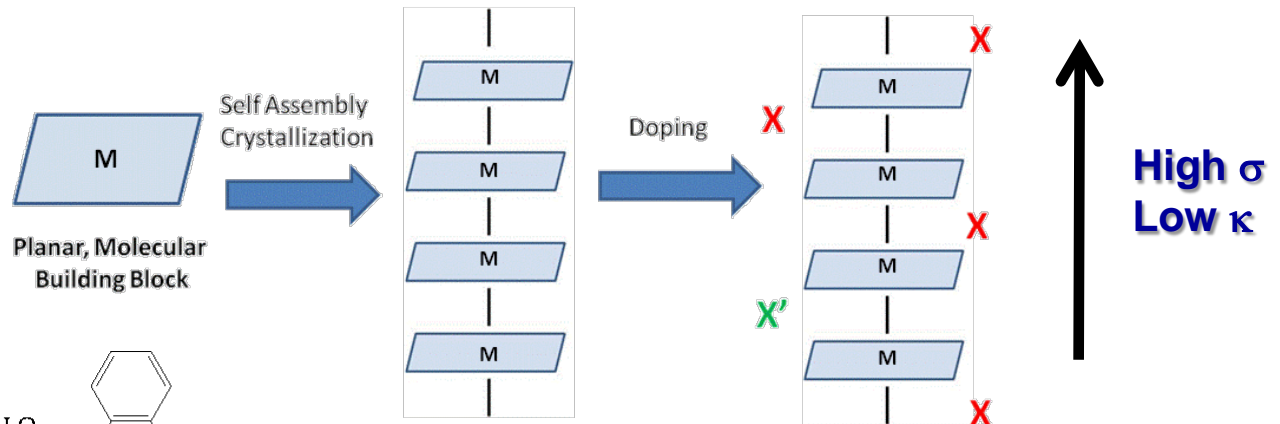 M
Planar, Molecular
Building Block
Self Assembly
Crystallization
M
M
M
M
Doping
X
X
M
M
X
M
X'
M
X
High σ
Low κ